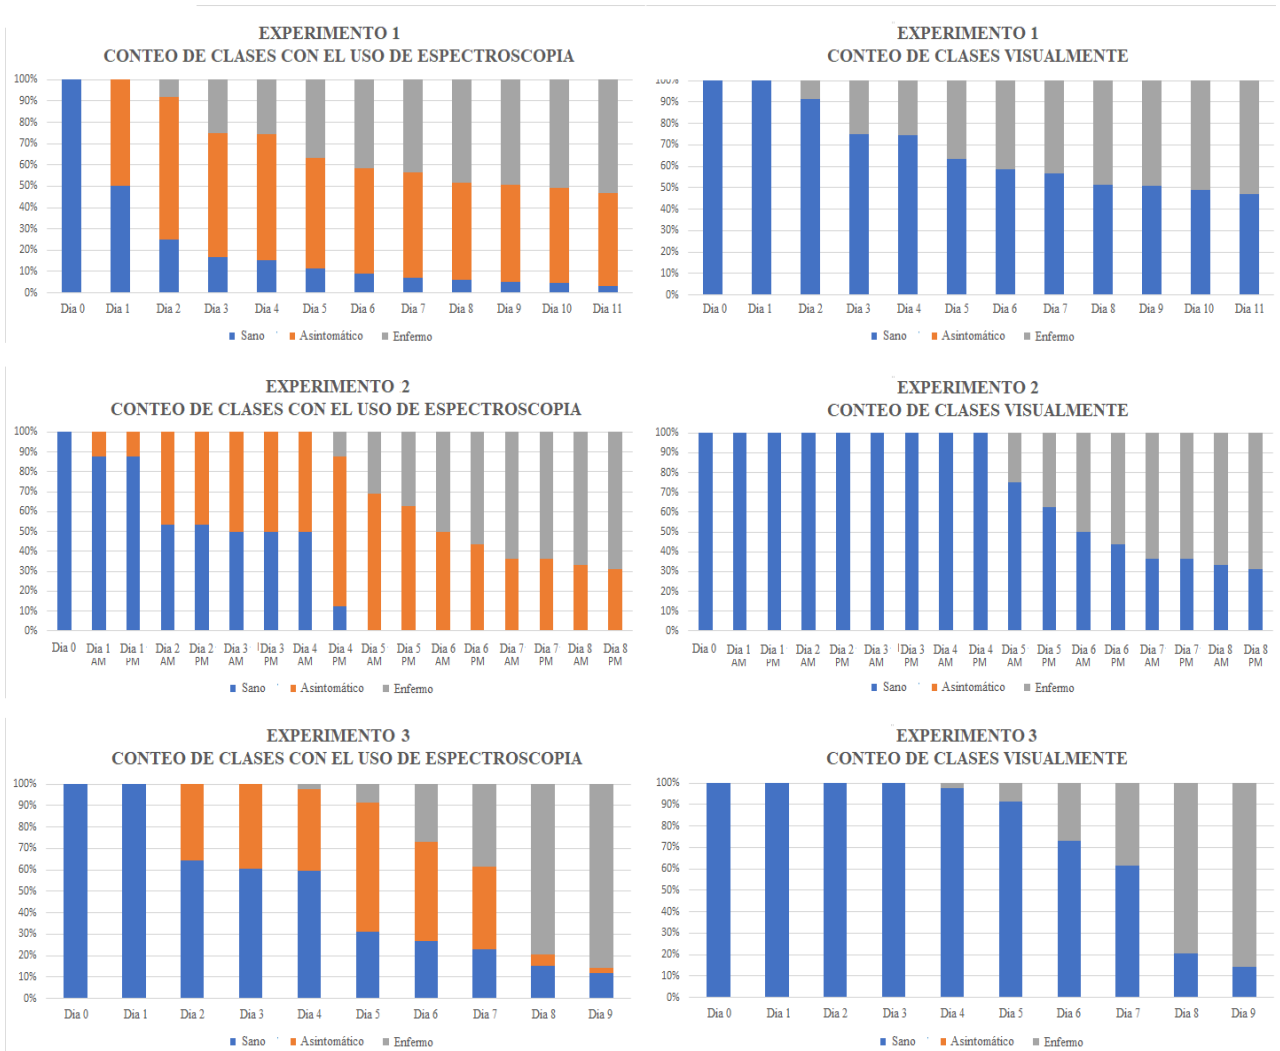 EXPERIMENTO 1
CONTEO DE CLASES CON EL USO DE ESPECTROSCOPIA
100%
90%
80%
70%
60%
50%
40%
30%
20%
10%
0%
Dia 0 Dia 1 Dia 2 Dia 3 Dia 4 Dia 5 Dia 6 Dia 7 Dia 8 Dia 9 Dia 10 Dia 11
Sano Asintomático Enfermo
EXPERIMENTO 1
CONTEO DE CLASES VISUALMENTE
100%
90%
80%
70%
60%
50%
40%
30%
20%
10%
0%
Dia 0 Dia 1 Dia 2 Dia 3 Dia 4 Dia 5 Dia 6 Dia 7 Dia 8 Dia 9 Dia 10 Dia 11
Sano Asintomático Enfermo
EXPERIMENTO 2
CONTEO DE CLASES CON EL USO DE ESPECTROSCOPIA
100%
90%
80%
70%
60%
50%
40%
30%
20%
10%
0%
Dia 0 Dia 1 Dia 1 Dia 2 Dia 2 Dia 3 Dia 3 Dia 4 Dia 4 Dia 5 Dia 5 Dia 6 Dia 6 Dia 7 Dia 7 Dia 8 Dia 8
AM PM AM PM AM PM AM PM AM PM AM PM AM PM AM PM
Sano Asintomático Enfermo
EXPERIMENTO 2
CONTEO DE CLASES VISUALMENTE
100%
90%
80%
70%
60%
50%
40%
30%
20%
10%
0%
Dia 0 Dia 1 Dia 1 Dia 2 Dia 2 Dia 3 Dia 3 Dia 4 Dia 4 Dia 5 Dia 5 Dia 6 Dia 6 Dia 7 Dia 7 Dia 8 Dia 8
AM PM AM PM AM PM AM PM AM PM AM PM AM PM AM PM
Sano Asintomático Enfermo
EXPERIMENTO 3
CONTEO DE CLASES CON EL USO DE ESPECTROSCOPIA
100%
90%
80%
70%
60%
50%
40%
30%
20%
10%
0%
Dia 0 Dia 1 Dia 2 Dia 3 Dia 4 Dia 5 Dia 6 Dia 7 Dia 8 Dia 9
Sano Asintomático Enfermo
EXPERIMENTO 3
CONTEO DE CLASES VISUALMENTE
100%
90%
80%
70%
60%
50%
40%
30%
20%
10%
0%
Dia 0 Dia 1 Dia 2 Dia 3 Dia 4 Dia 5 Dia 6 Dia 7 Dia 8 Dia 9
Sano Asintomático Enfermo